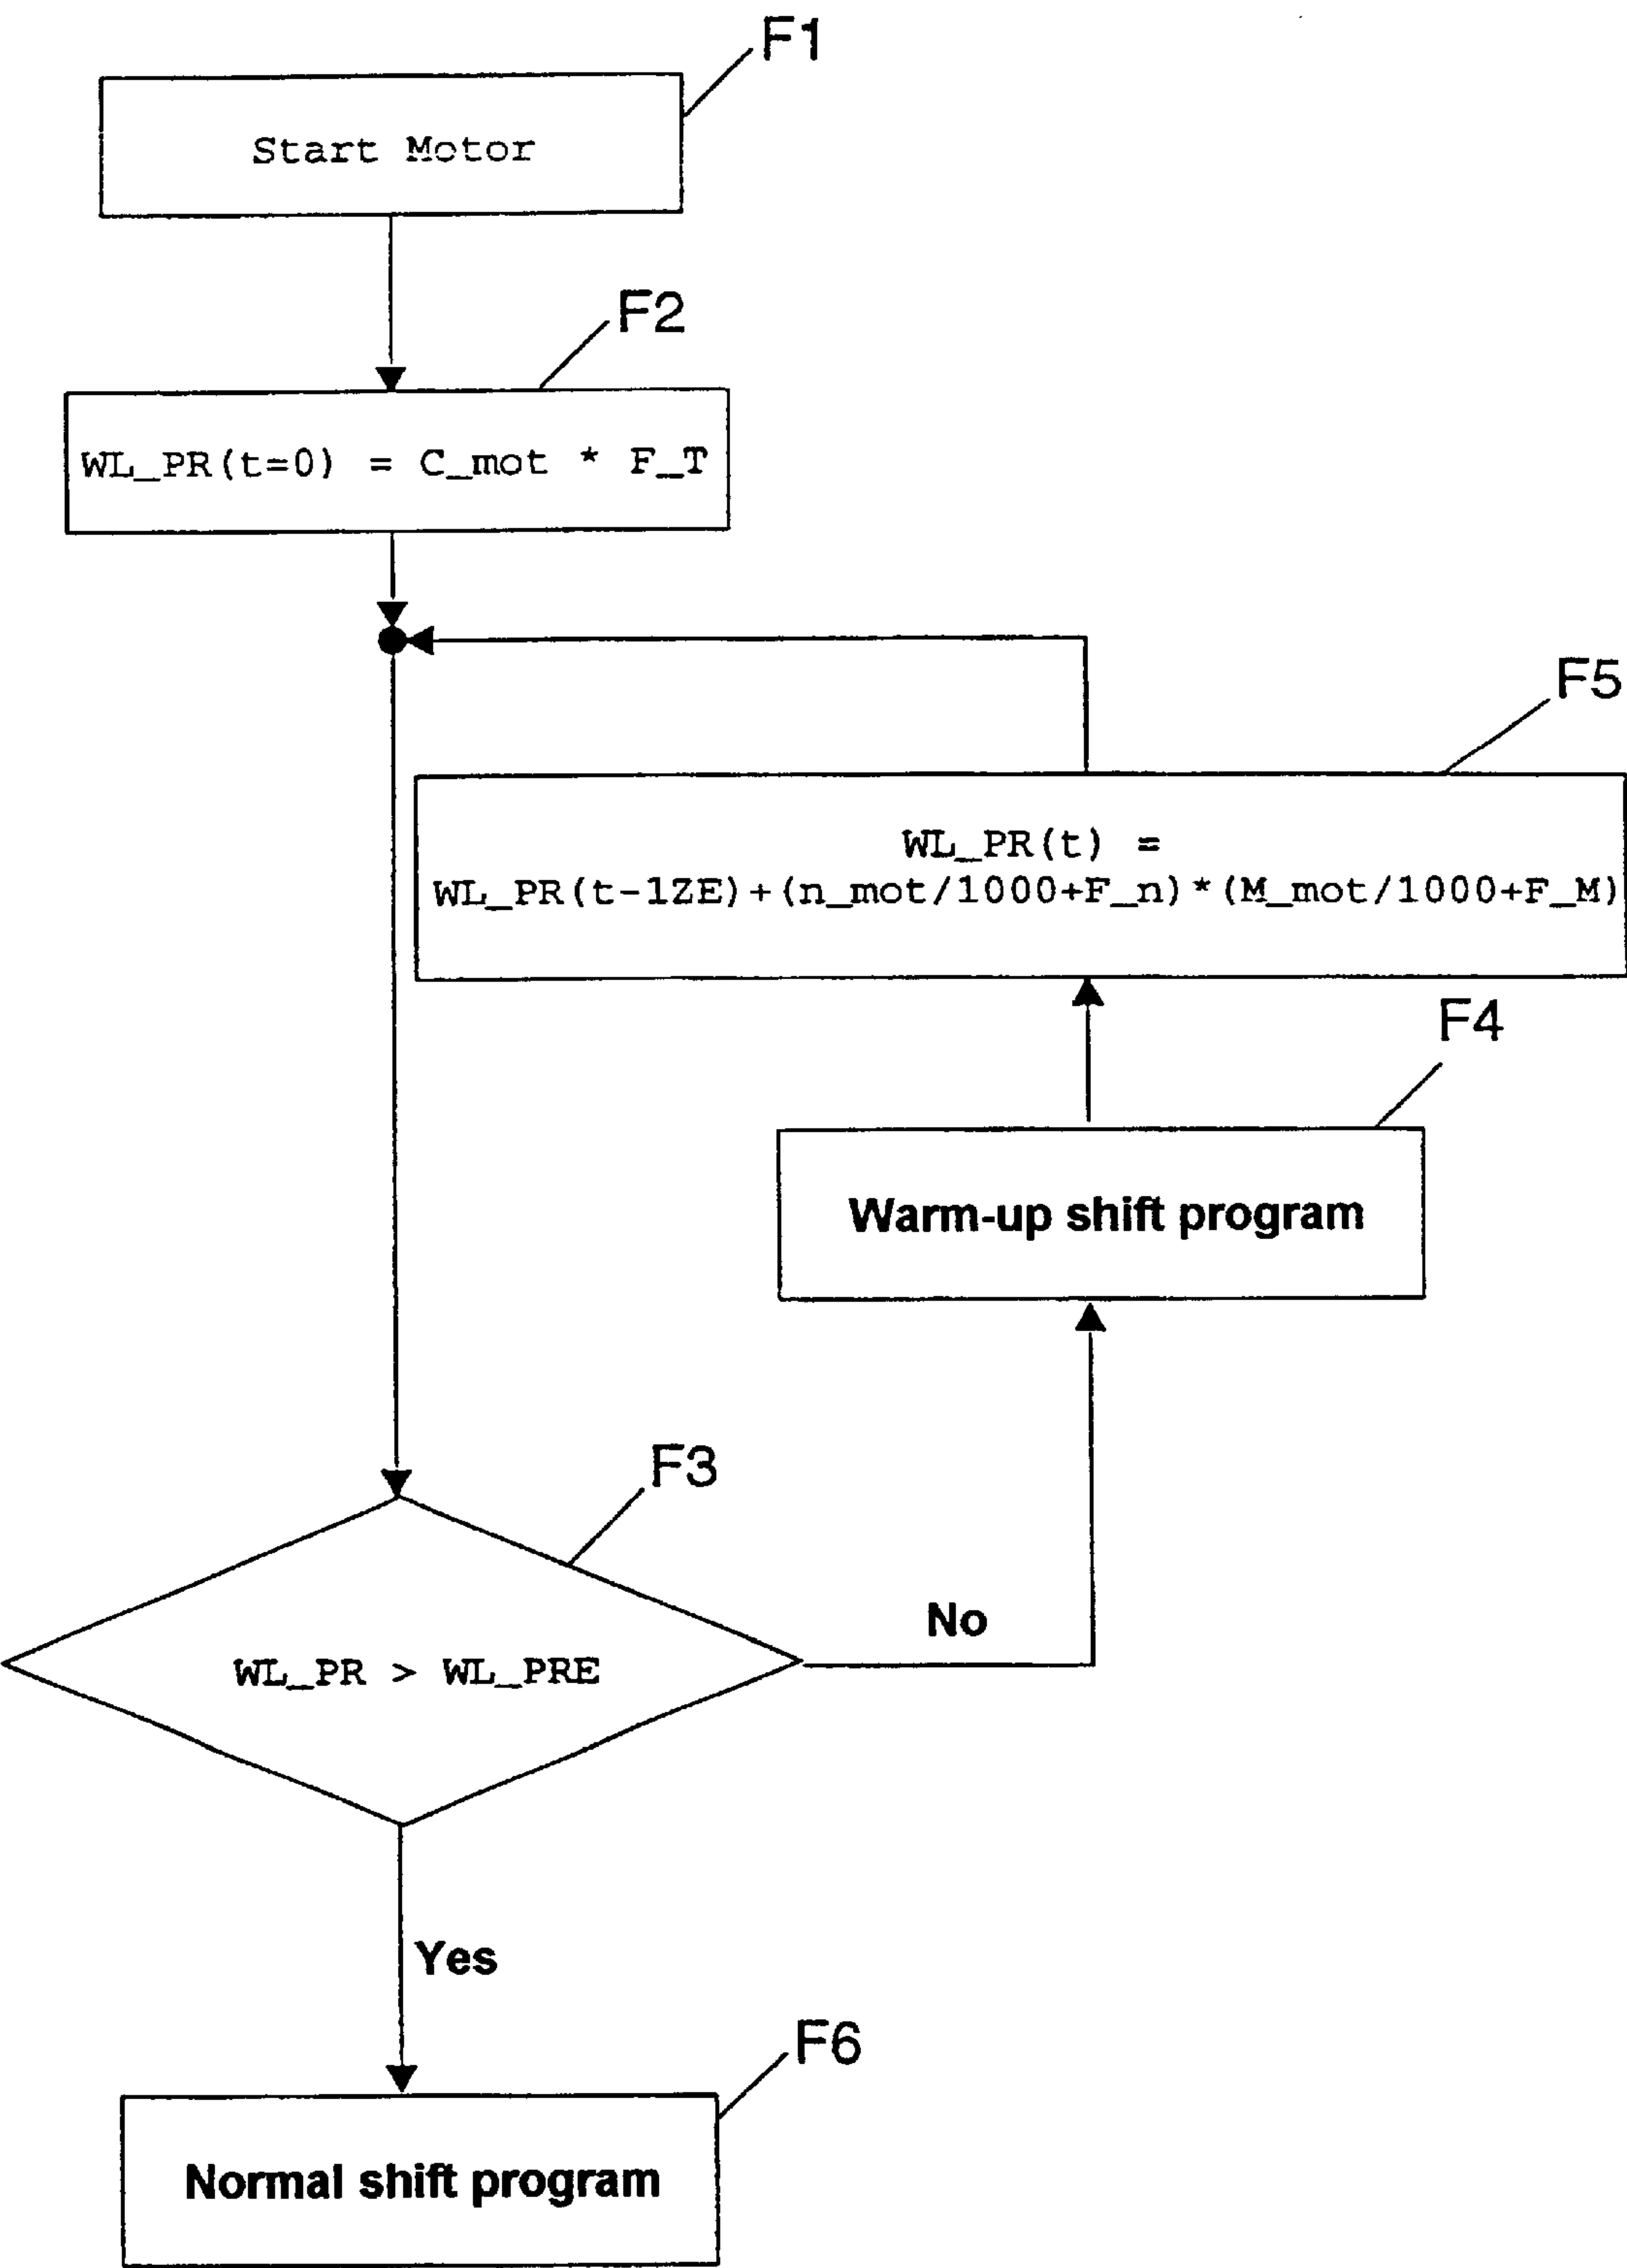 F1
Start Motor
F2
WL_PR(t=0) = C_mot * F_T
F5
WL_PR(t) =
WL_PR(t-1ZE)+(n_mot/1000+F_n)*(M_mot/1000+F_M)
F4
Warm-up shift program
F3
No
WL_PR > WL_PRE
Yes
F6
Normal shift program